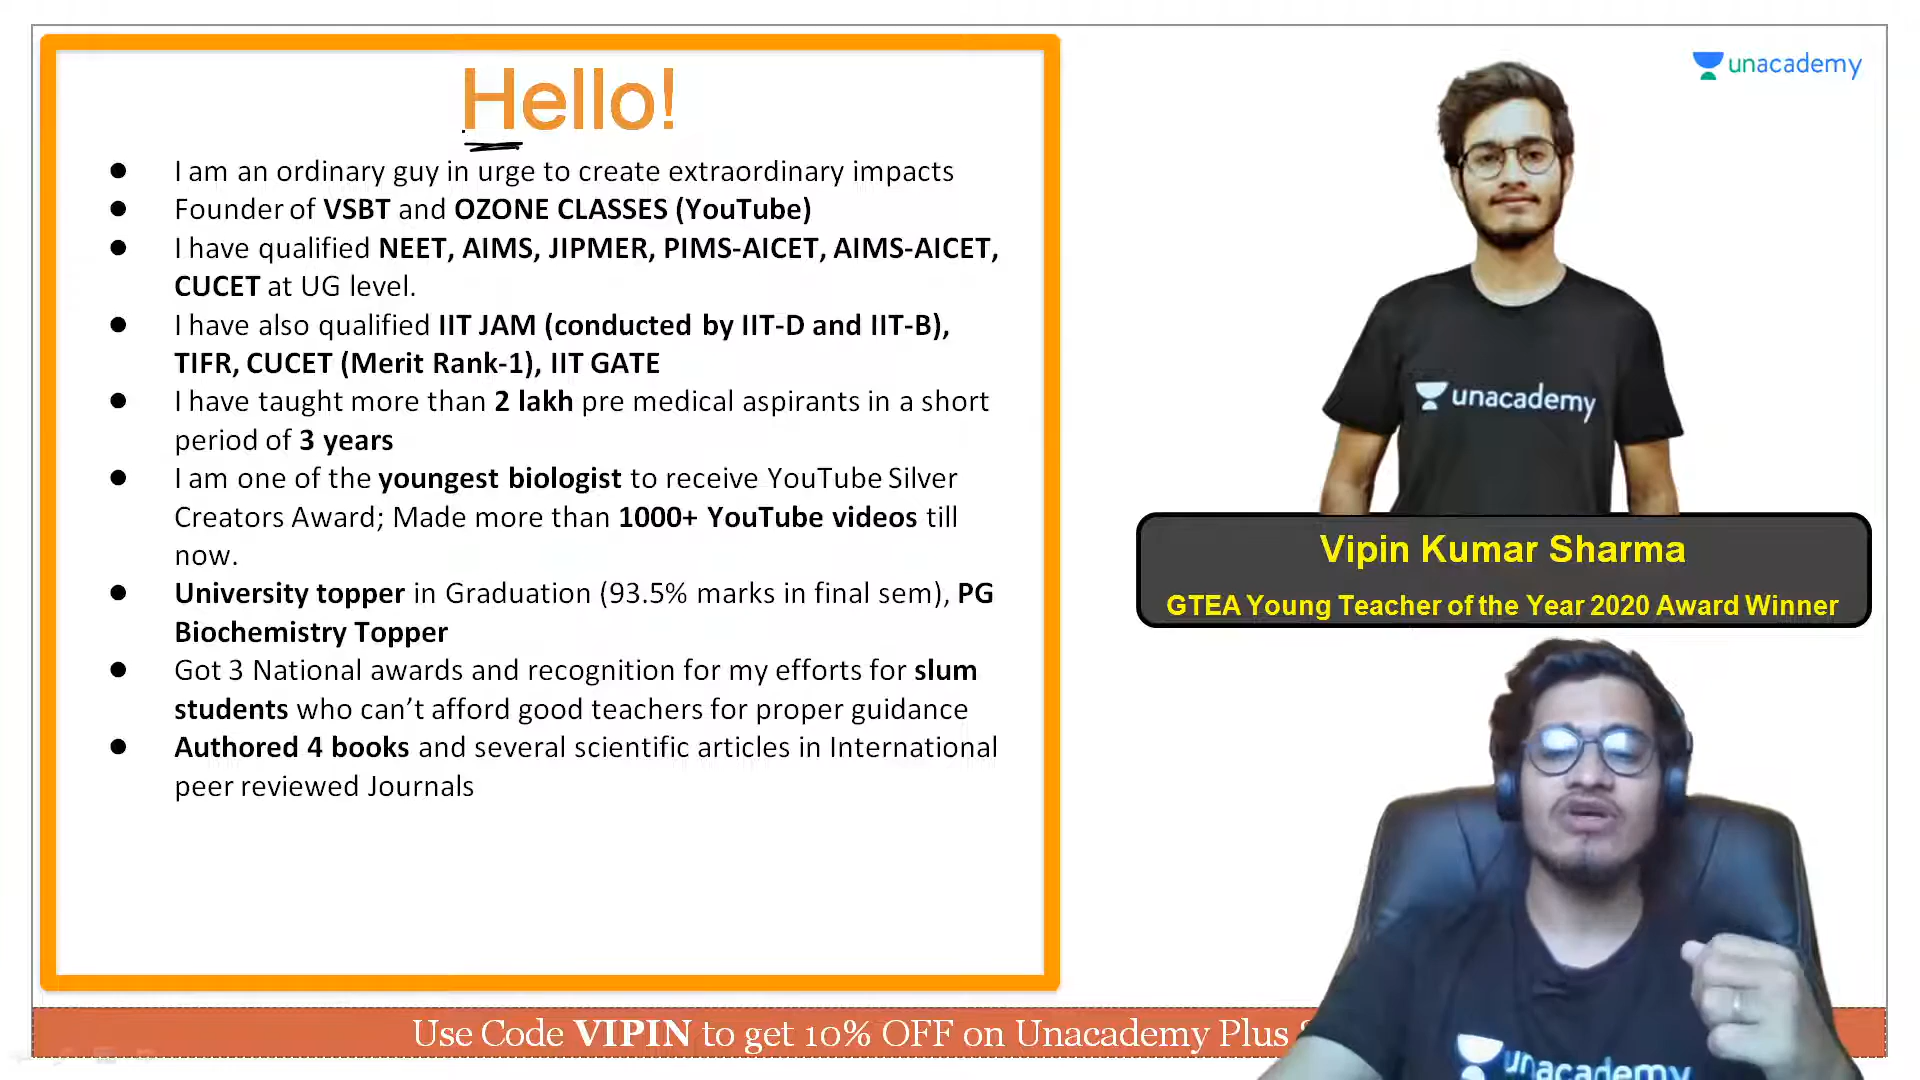 Hello!
I am an ordinary guy in urge to create extraordinary impacts
Founder of VSBT and OZONE CLASSES (YouTube)
I have qualified NEET, AIMS, JIPMER, PIMS-AICET, AIMS-AICET,
CUCET at UG level.
I have also qualified IIT JAM (conducted by IIT-D and IIT-B),
TIFR, CUCET (Merit Rank-1), IIT GATE
I have taught more than 2 lakh pre medical aspirants in a short
period of 3 years
I am one of the youngest biologist to receive YouTube Silver
Creators Award; Made more than 1000+ YouTube videos till
now.
University topper in Graduation (93.5% marks in final sem), PG
Biochemistry Topper
Got 3 National awards and recognition for my efforts for slum
students who can’t afford good teachers for proper guidance
Authored 4 books and several scientific articles in International
peer reviewed Journals
unacademy
unacademy
Vipin Kumar Sharma
GTEA Young Teacher of the Year 2020 Award Winner
Use Code VIPIN to get 10% OFF on Unacademy Plus
unacademy